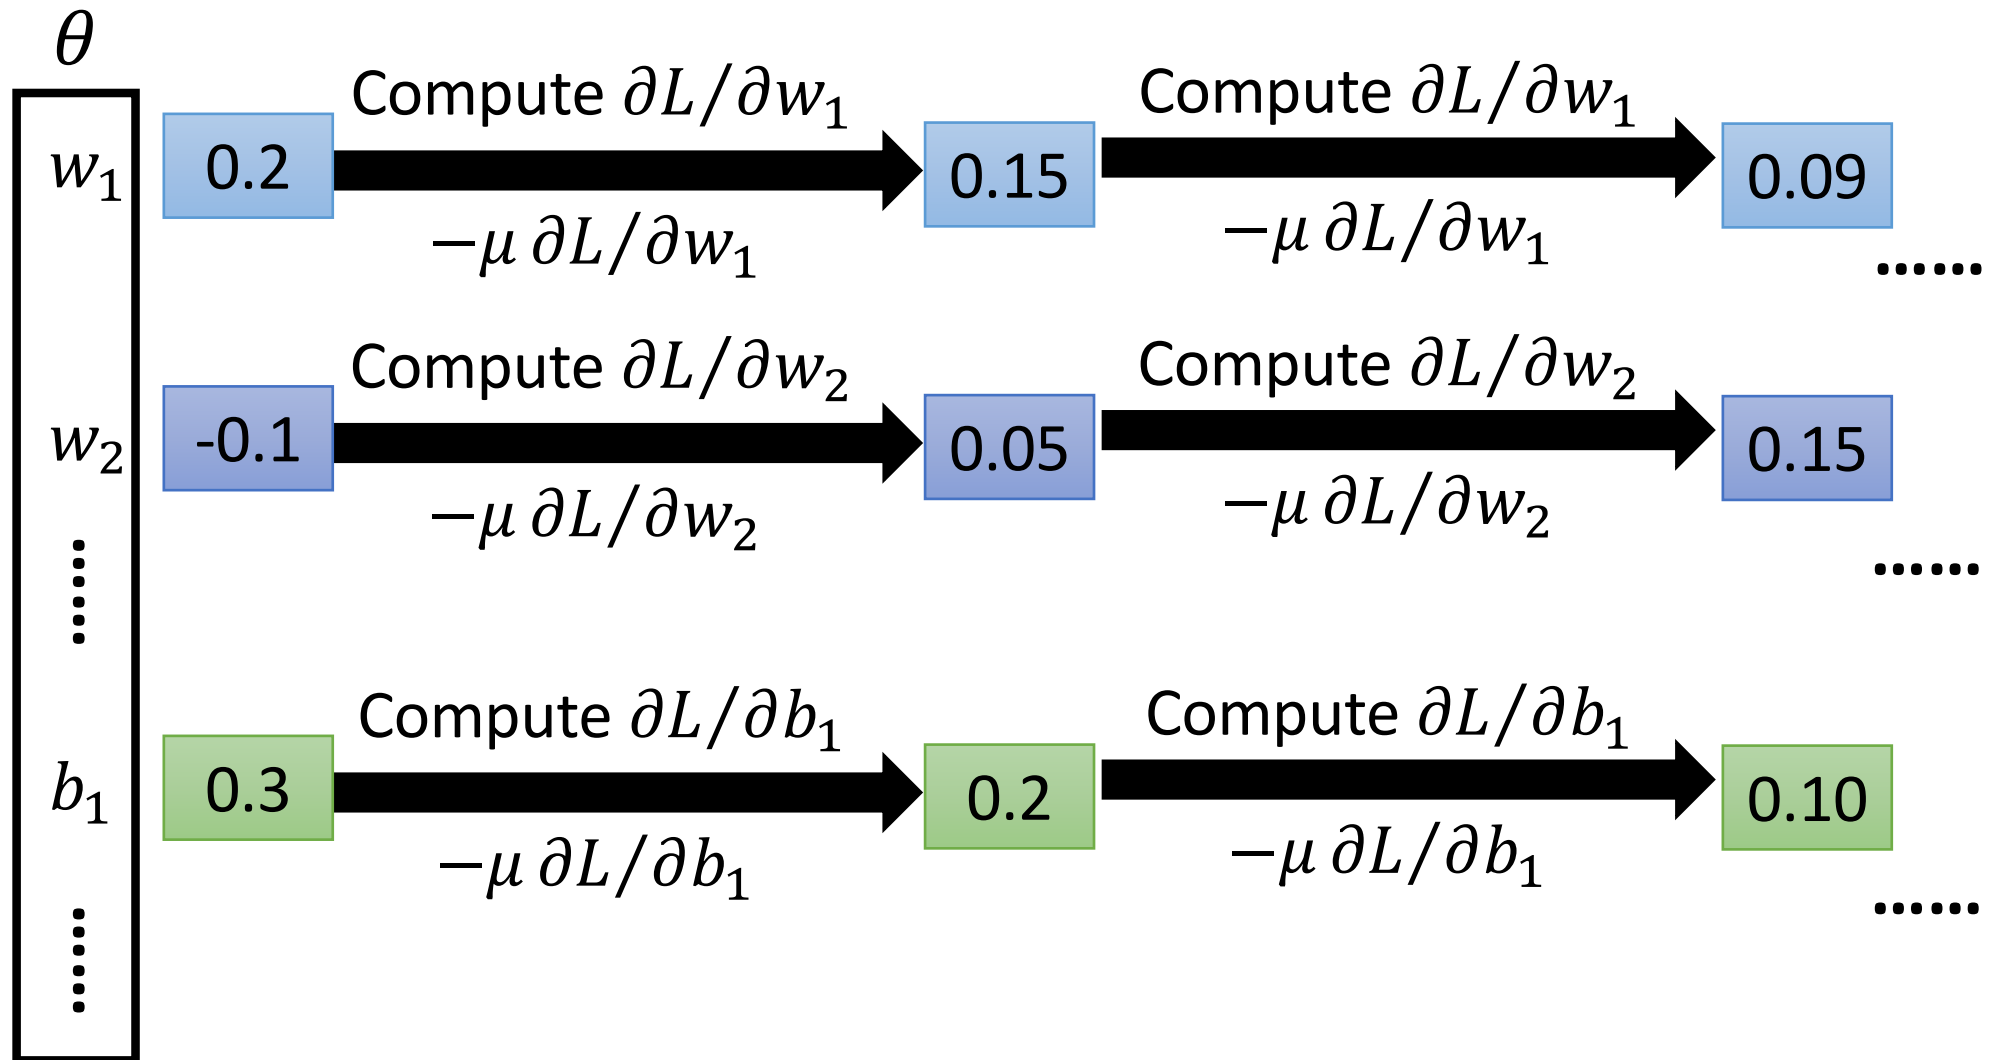 θ
Compute ∂L/∂w₁ Compute ∂L/∂w₁
w₁ 0.2 0.15 0.09
−μ ∂L/∂w₁ −μ ∂L/∂w₁
……
Compute ∂L/∂w₂ Compute ∂L/∂w₂
w₂ -0.1 0.05 0.15
−μ ∂L/∂w₂ −μ ∂L/∂w₂
…… ……
Compute ∂L/∂b₁ Compute ∂L/∂b₁
b₁ 0.3 0.2 0.10
−μ ∂L/∂b₁ −μ ∂L/∂b₁
…… ……